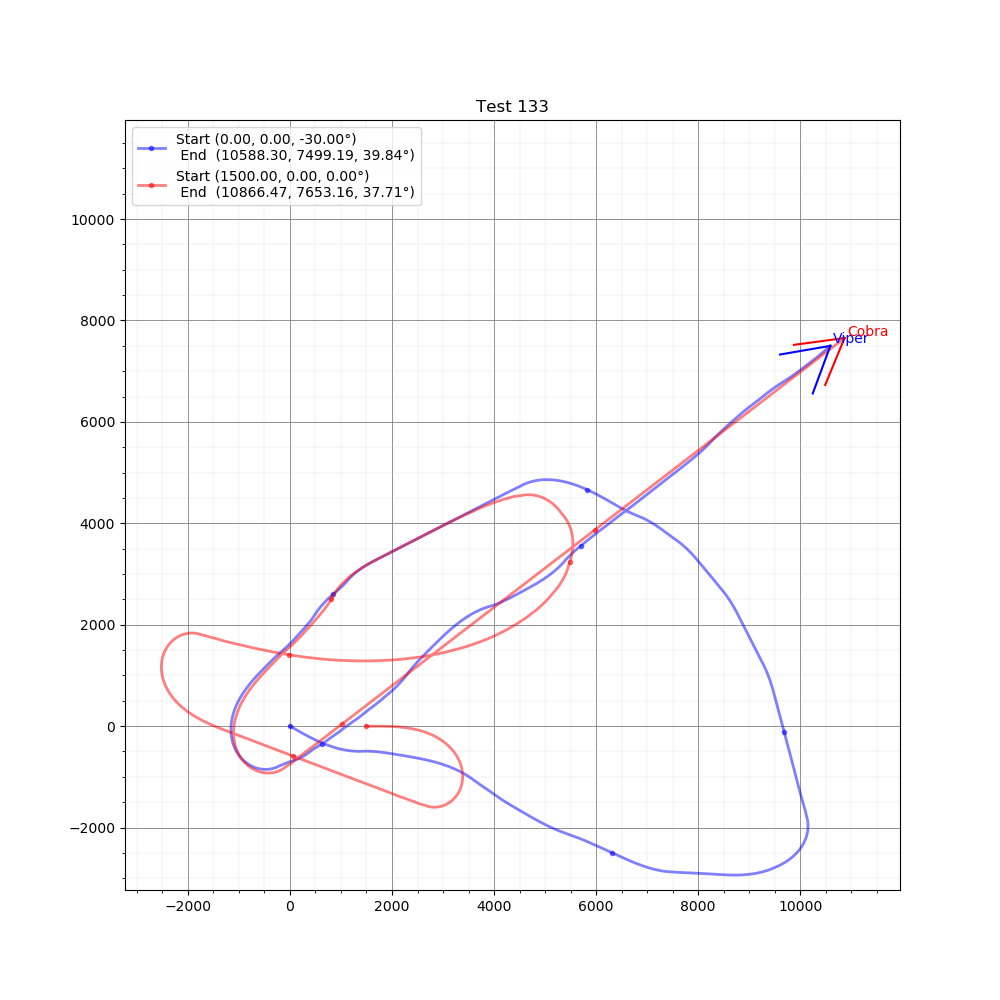 Test 133
Start (0.00, 0.00, -30.00°)
End  (10588.30, 7499.19, 39.84°)
Start (1500.00, 0.00, 0.00°)
End  (10866.47, 7653.16, 37.71°)
10000
8000
Cobra
Viper
6000
4000
2000
0
−2000
−2000
0
2000
4000
6000
8000
10000